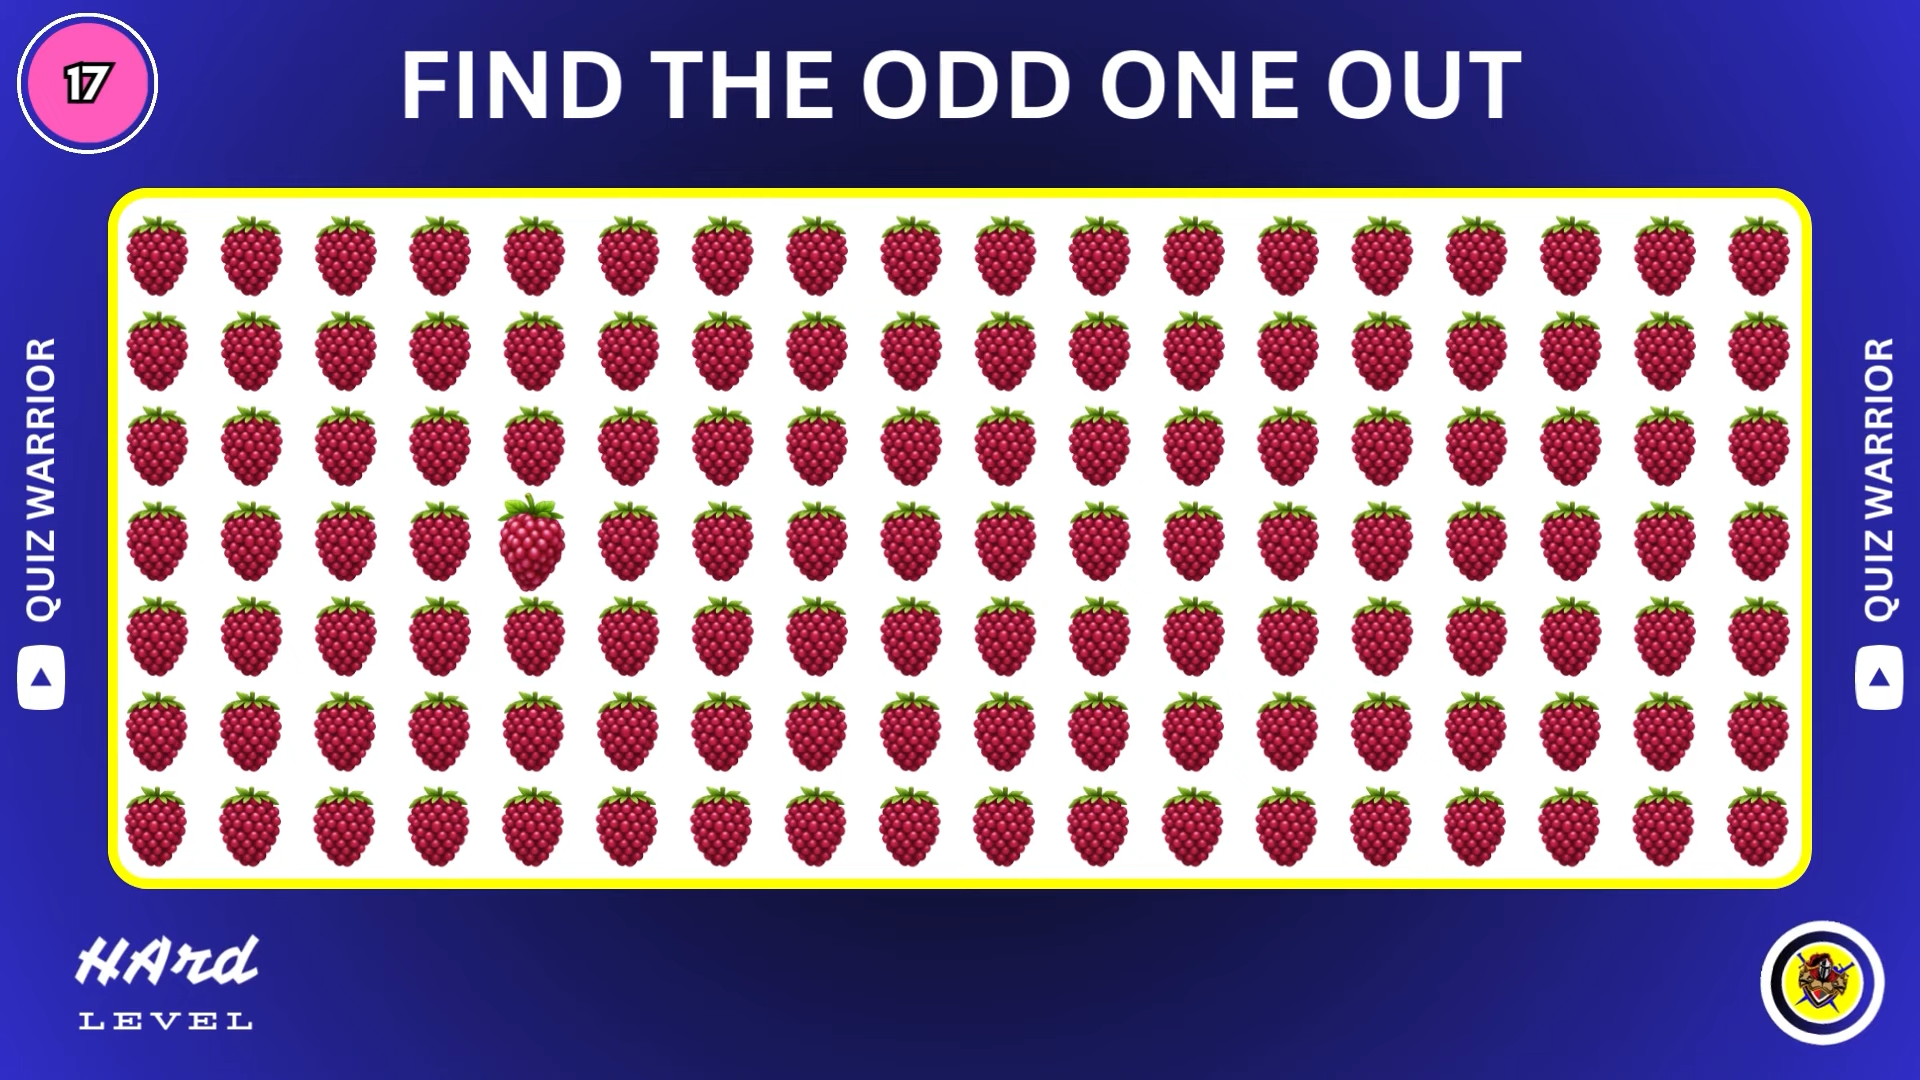 17
FIND THE ODD ONE OUT
QUIZ WARRIOR
QUIZ WARRIOR
HArd
LEVEL